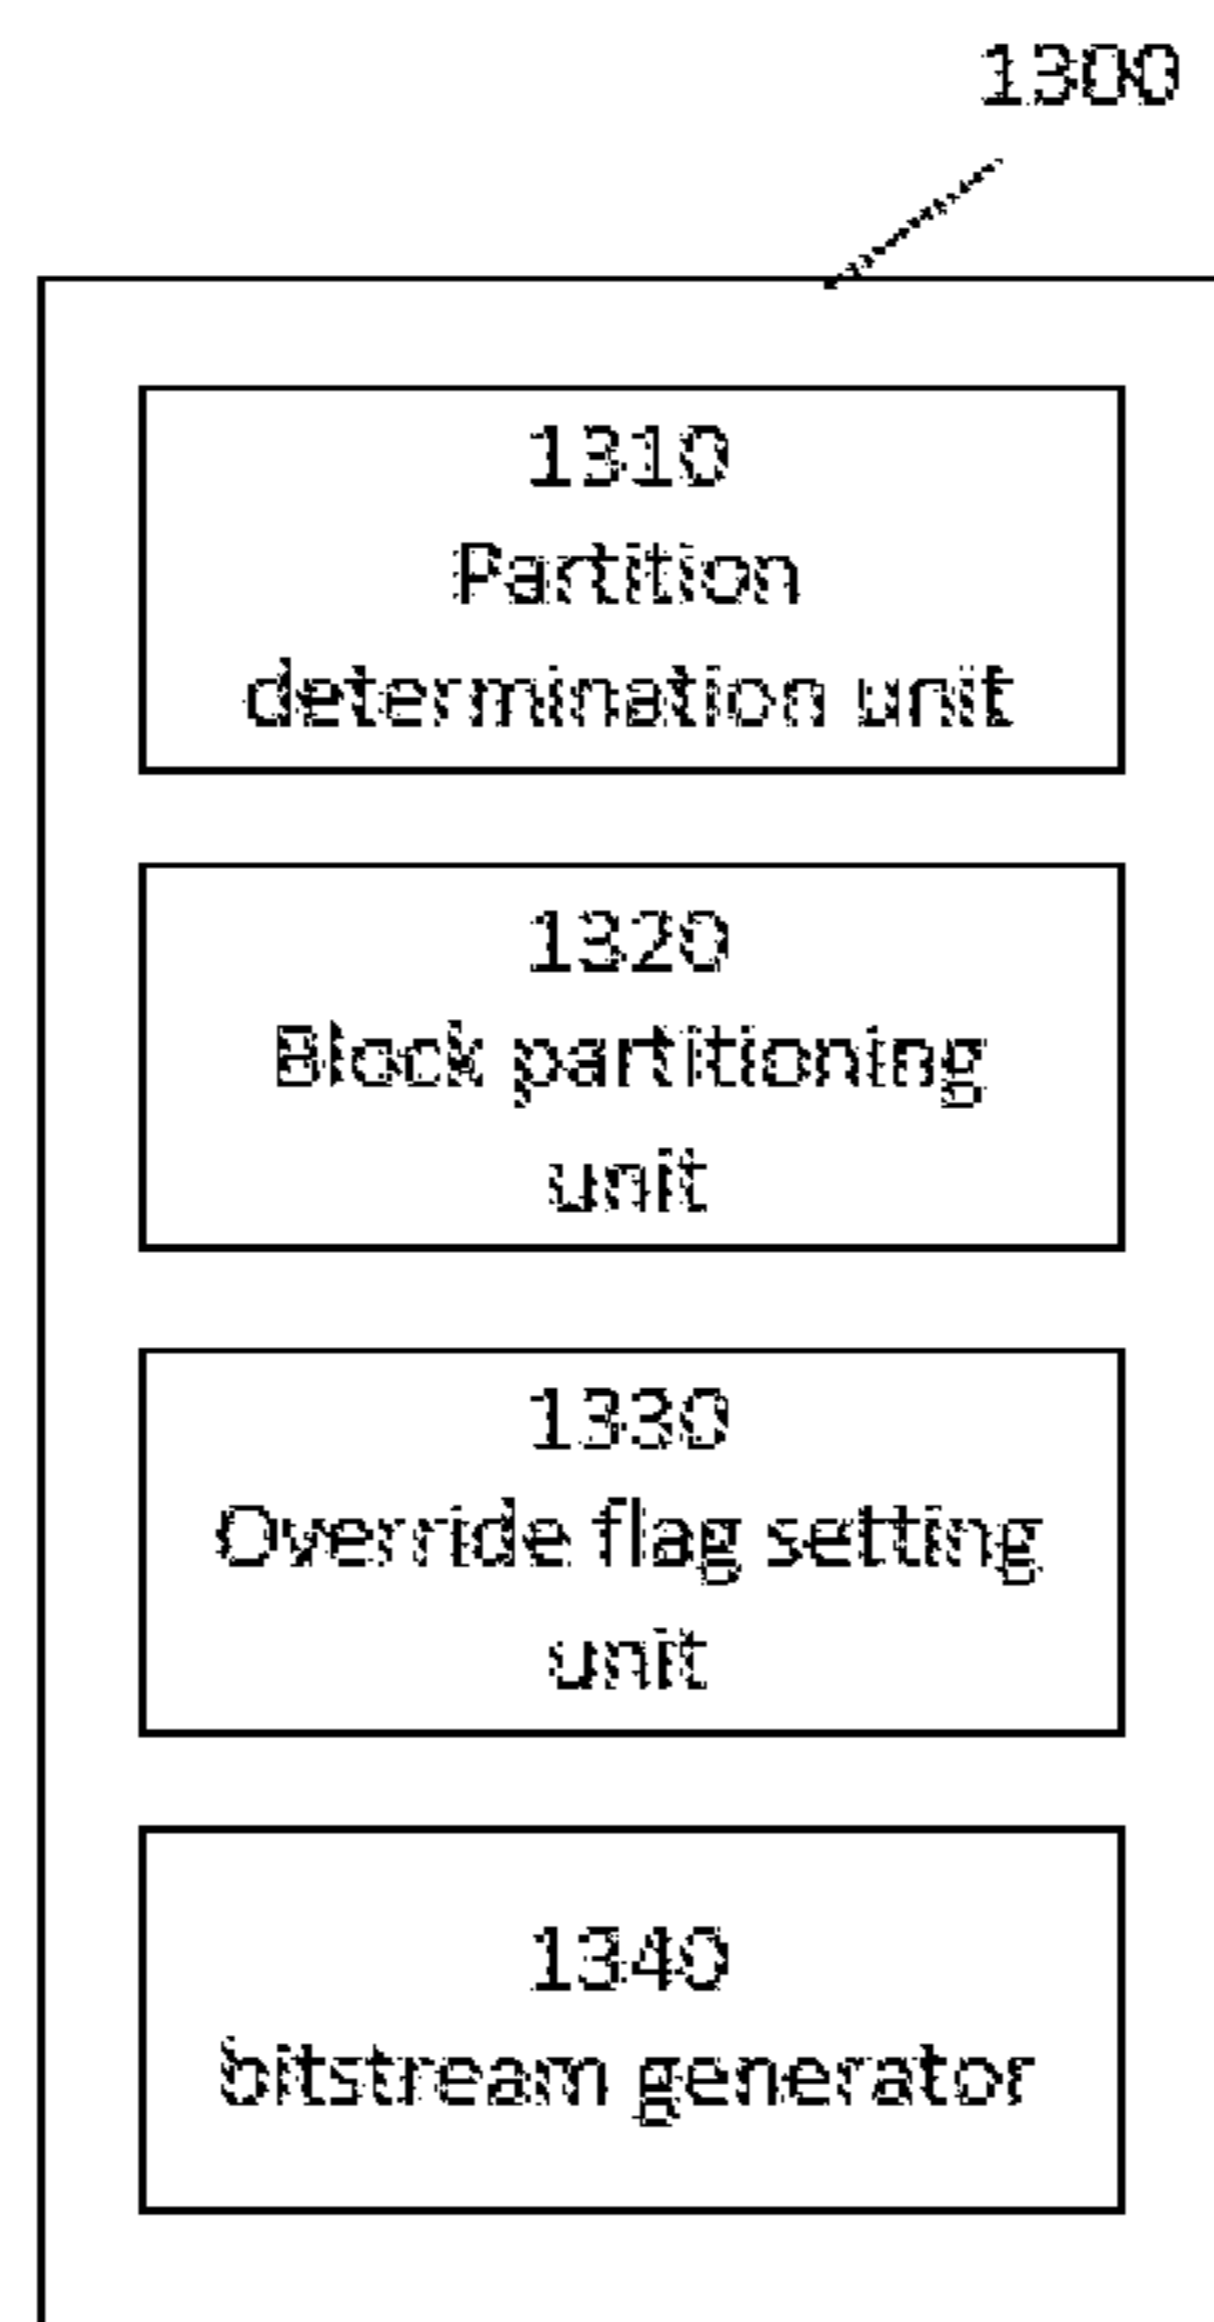 1300
1310
Partition
determination unit
1320
Block partitioning
unit
1330
Override flag setting
unit
1340
bitstream generator